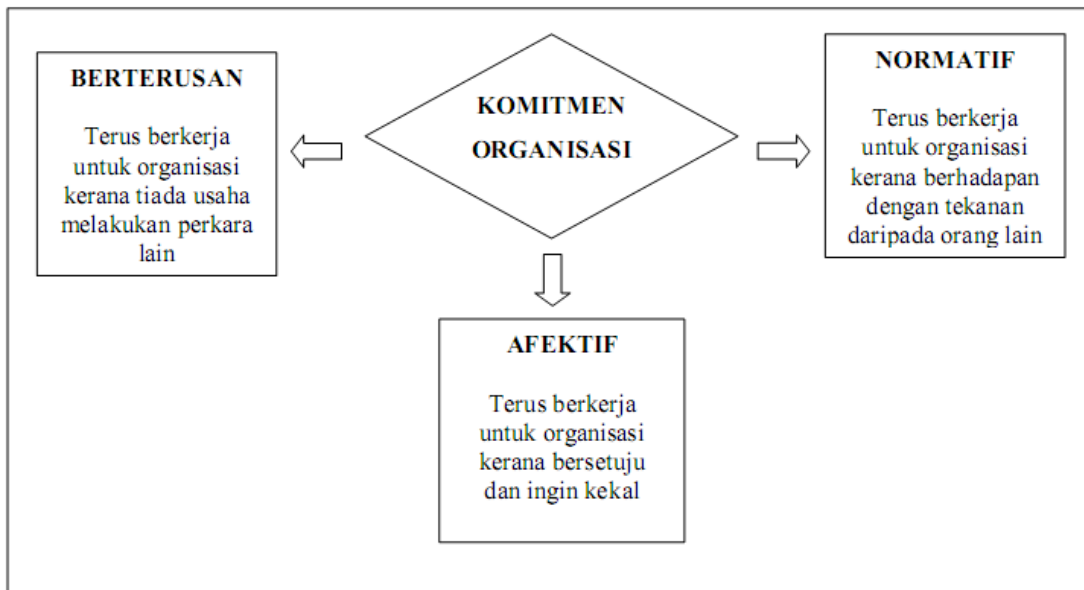 BERTERUSAN
Terus berkerja
untuk organisasi
kerana tiada usaha
melakukan perkara
lain
KOMITMEN
ORGANISASI
NORMATIF
Terus berkerja
untuk organisasi
kerana berhadapan
dengan tekanan
daripada orang lain
AFEKTIF
Terus berkerja
untuk organisasi
kerana bersetuju
dan ingin kekal